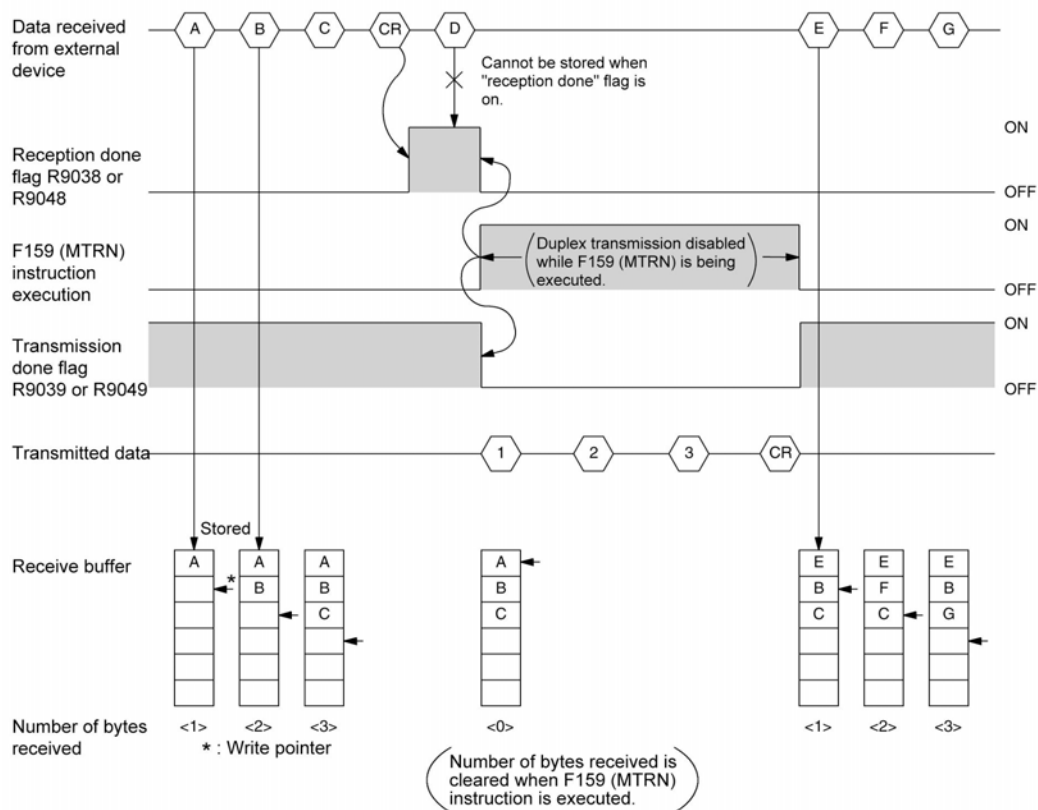 Data received
from external
device
A B C CR D E F G
Cannot be stored when
"reception done" flag is
on.
Reception done
flag R9038 or
R9048
ON
OFF
F159 (MTRN)
instruction
execution
Duplex transmission disabled
while F159 (MTRN) is being
executed.
ON
OFF
Transmission
done flag
R9039 or R9049
ON
OFF
Transmitted data
1 2 3 CR
Stored
Receive buffer
A A A A E E E
* B B B B F B
C C C C G
Number of bytes
received
<1> <2> <3> <0> <1> <2> <3>
* : Write pointer
(Number of bytes received is
cleared when F159 (MTRN)
instruction is executed.)